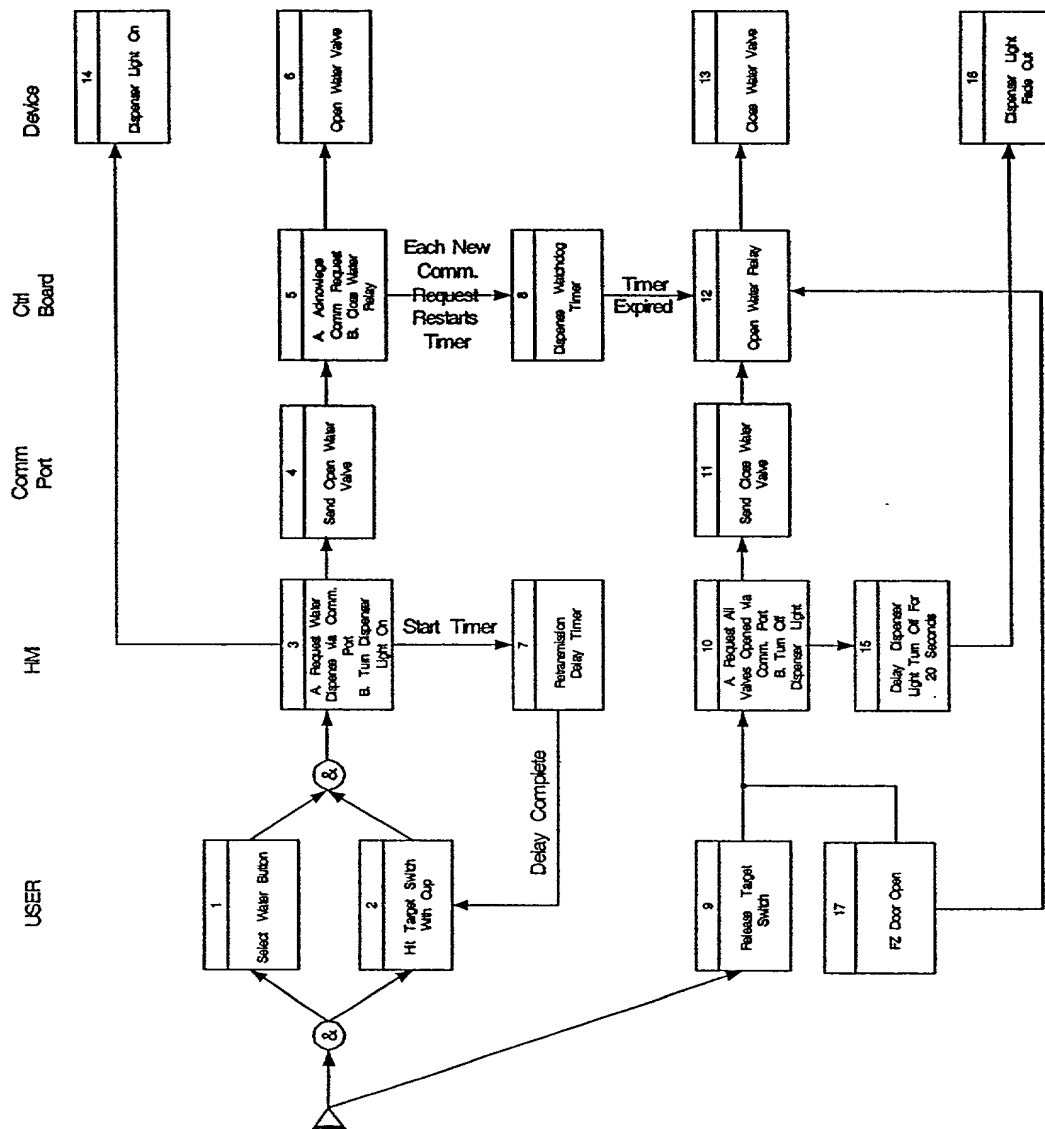 USER
HM
Comm
Port
Ctrl
Board
Device
14
Dispenser Light On
1
Select Water Button
2
Hit Target Switch
With Cup
&
&
3
A. Request Water
Dispense via Comm.
Port
B. Turn Dispenser
Light On
4
Send Open Water
Valve
5
A. Acknowlege
Comm Request
B. Close Water
Relay
6
Open Water Valve
Start Timer
7
Retransmission
Delay Timer
Delay Complete
Each New
Comm.
Request
Restarts
Timer
8
Dispense Watchdog
Timer
Timer
Expired
9
Release Target
Switch
10
A. Request All
Valves Opened via
Comm. Port
B. Turn Off
Dispenser Light
11
Send Close Water
Valve
12
Open Water Relay
13
Close Water Valve
17
FZ Door Open
15
Delay Dispenser
Light Turn Off For
20 Seconds
16
Dispenser Light
Fade Out